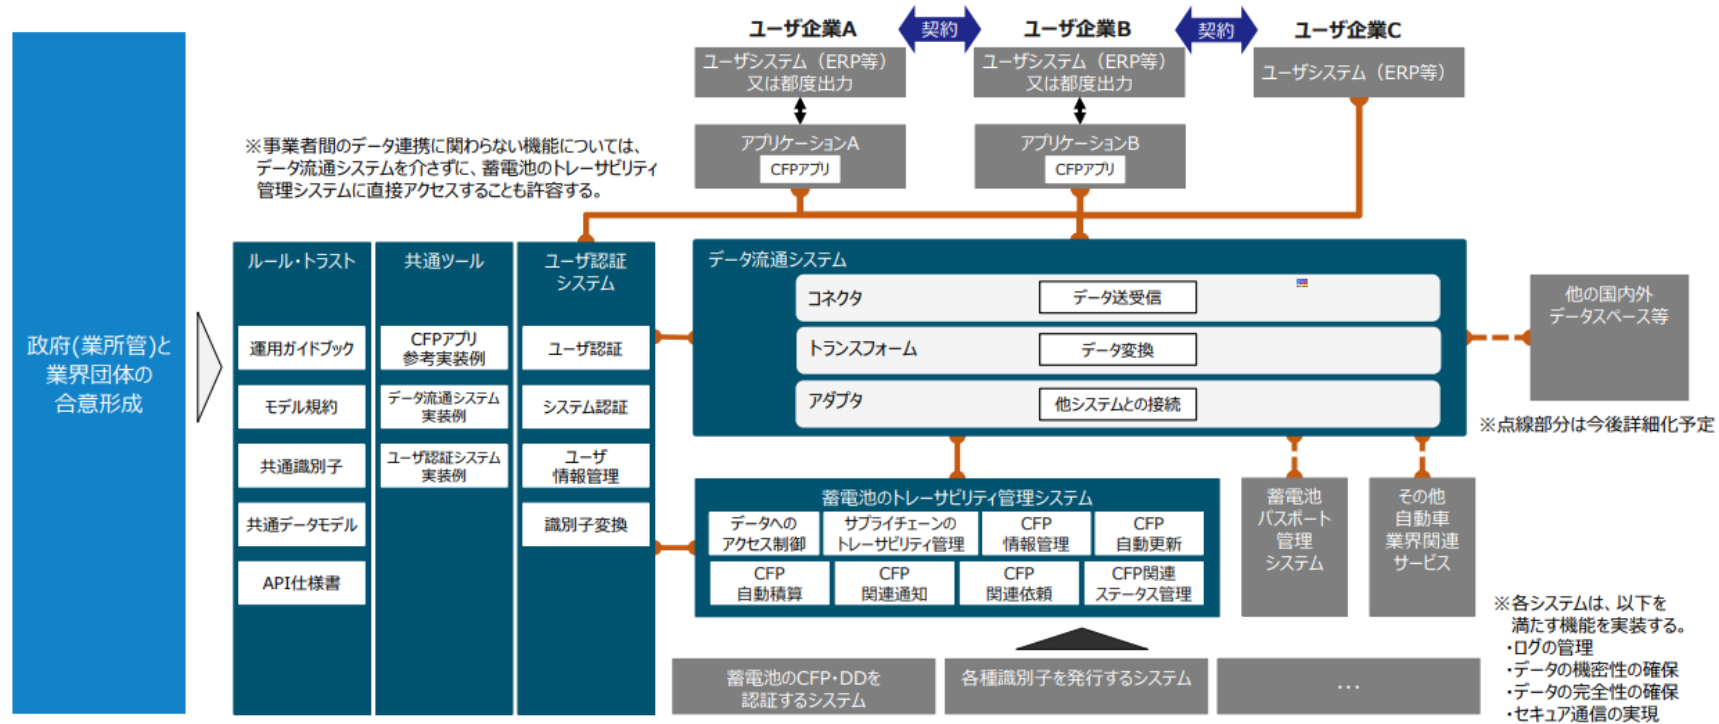 政府(業所管)と
業界団体の
合意形成
※事業者間のデータ連携に関わらない機能については、
データ流通システムを介さずに、蓄電池のトレーサビリティ
管理システムに直接アクセスすることも許容する。
ユーザ企業A
契約
ユーザ企業B
契約
ユーザ企業C
ユーザシステム（ERP等）
又は都度出力
ユーザシステム（ERP等）
又は都度出力
ユーザシステム（ERP等）
アプリケーションA
CFPアプリ
アプリケーションB
CFPアプリ
ルール・トラスト
運用ガイドブック
モデル規約
共通識別子
共通データモデル
API仕様書
共通ツール
CFPアプリ
参考実装例
データ流通システム
実装例
ユーザ認証システム
実装例
ユーザ認証
システム
ユーザ認証
システム認証
ユーザ
情報管理
識別子変換
データ流通システム
コネクタ
データ送受信
トランスフォーム
データ変換
アダプタ
他システムとの接続
他の国内外
データスペース等
※点線部分は今後詳細化予定
蓄電池のトレーサビリティ管理システム
データへの
アクセス制御
サプライチェーンの
トレーサビリティ管理
CFP
情報管理
CFP
自動更新
CFP
自動積算
CFP
関連通知
CFP
関連依頼
CFP関連
ステータス管理
蓄電池
パスポート
管理
システム
その他
自動車
業界関連
サービス
蓄電池のCFP・DDを
認証するシステム
各種識別子を発行するシステム
…
※各システムは、以下を
満たす機能を実装する。
・ログの管理
・データの機密性の確保
・データの完全性の確保
・セキュア通信の実現